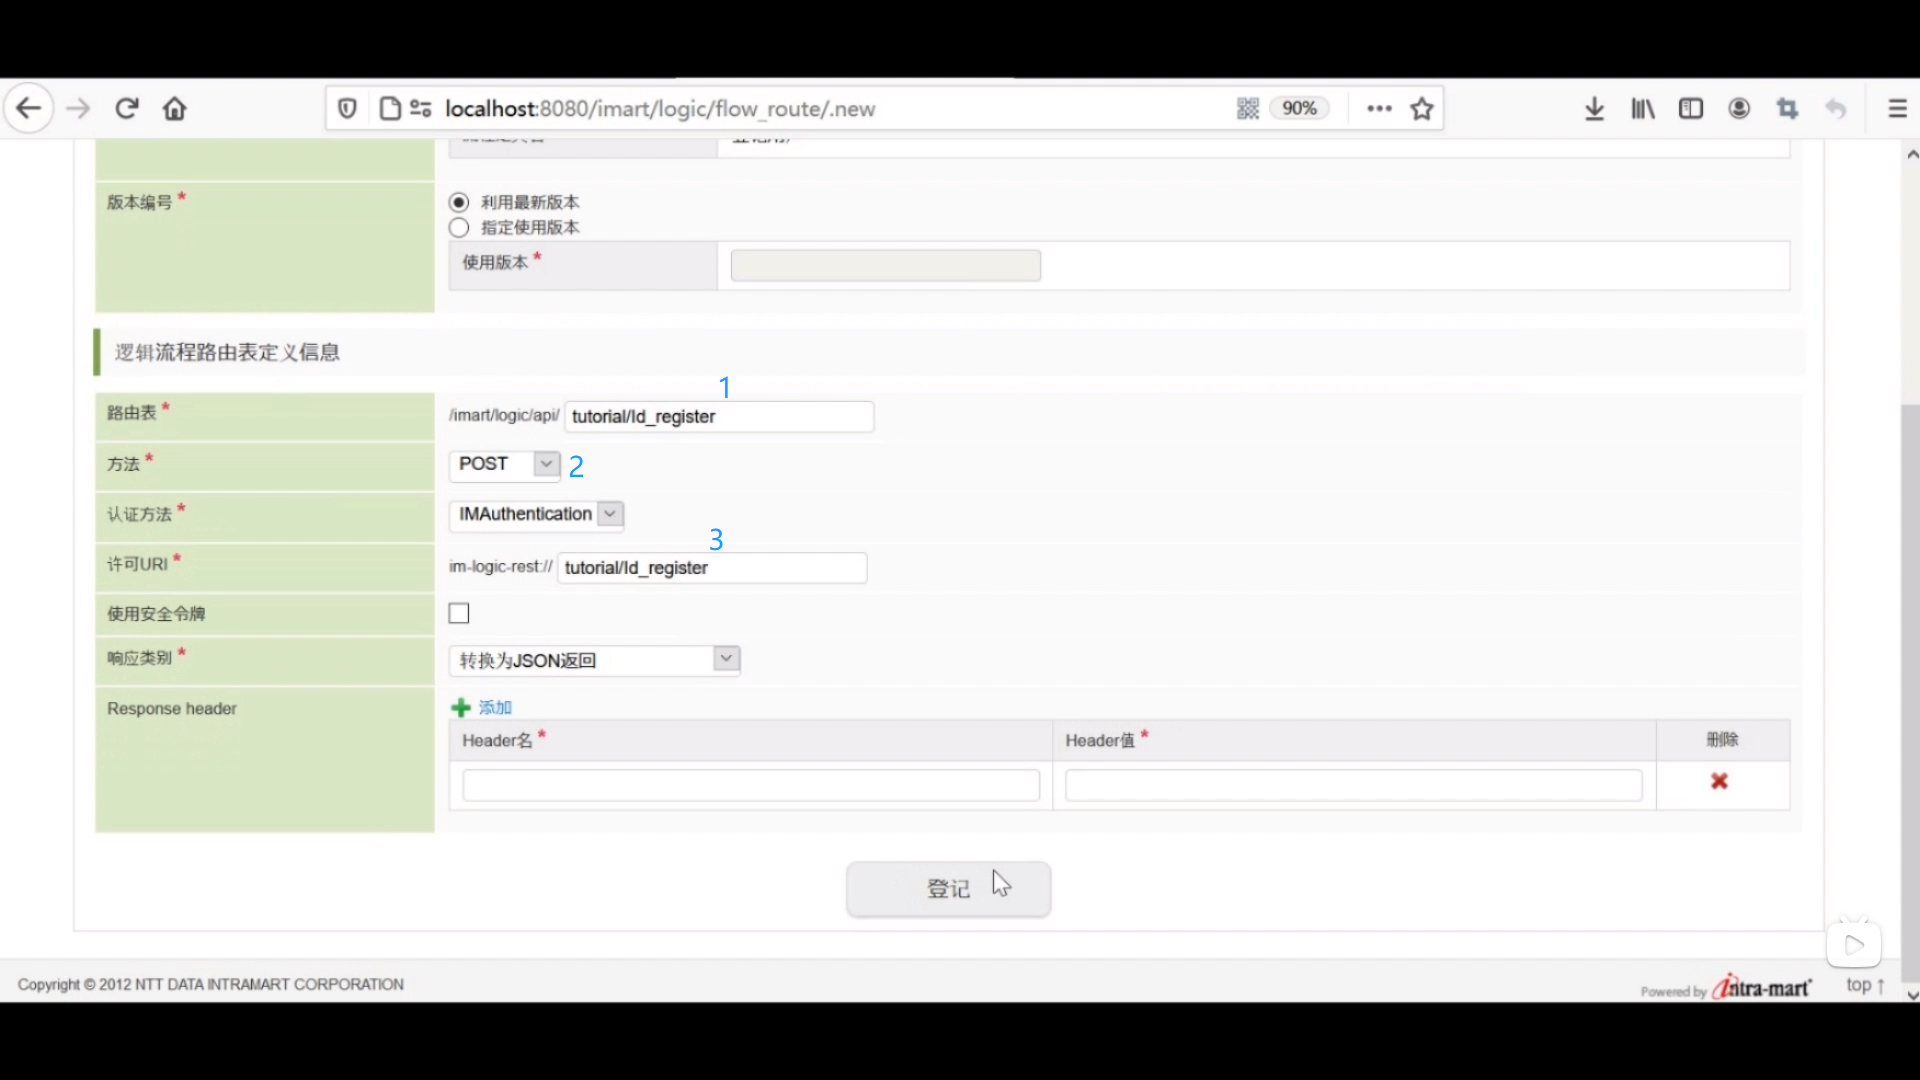 localhost:8080/imart/logic/flow_route/.new
90%
版本编号 *
利用最新版本
指定使用版本
使用版本 *
逻辑流程路由表定义信息
1
路由表 *
/imart/logic/api/ tutorial/ld_register
方法 *
POST
2
认证方法 *
IMAuthentication
3
许可URI *
im-logic-rest:// tutorial/ld_register
使用安全令牌
响应类别 *
转换为JSON返回
Response header
添加
Header名 *
Header值 *
删除
登记
Copyright © 2012 NTT DATA INTRAMART CORPORATION
Powered by intra-mart
top ↑